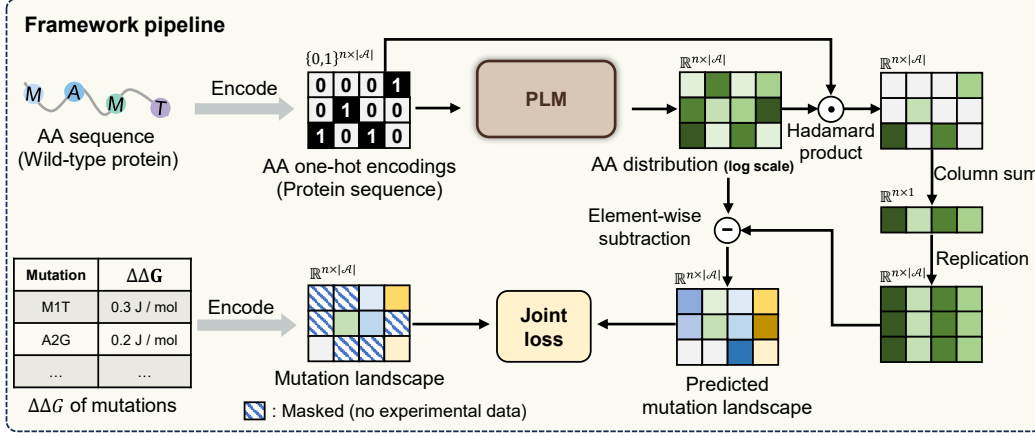 Framework pipeline
M A M T
AA sequence
(Wild-type protein)
Encode
{0,1}^{n×|𝒜|}
0 0 0 1
0 1 0 0
1 0 1 0
AA one-hot encodings
(Protein sequence)
PLM
ℝ^{n×|𝒜|}
AA distribution (log scale)
Hadamard
product
ℝ^{n×|𝒜|}
Column sum
ℝ^{n×1}
Replication
ℝ^{n×|𝒜|}
Element-wise
subtraction
Mutation ΔΔG
M1T 0.3 J / mol
A2G 0.2 J / mol
... ...
ΔΔG of mutations
Encode
ℝ^{n×|𝒜|}
Mutation landscape
: Masked (no experimental data)
Joint
loss
ℝ^{n×|𝒜|}
Predicted
mutation landscape